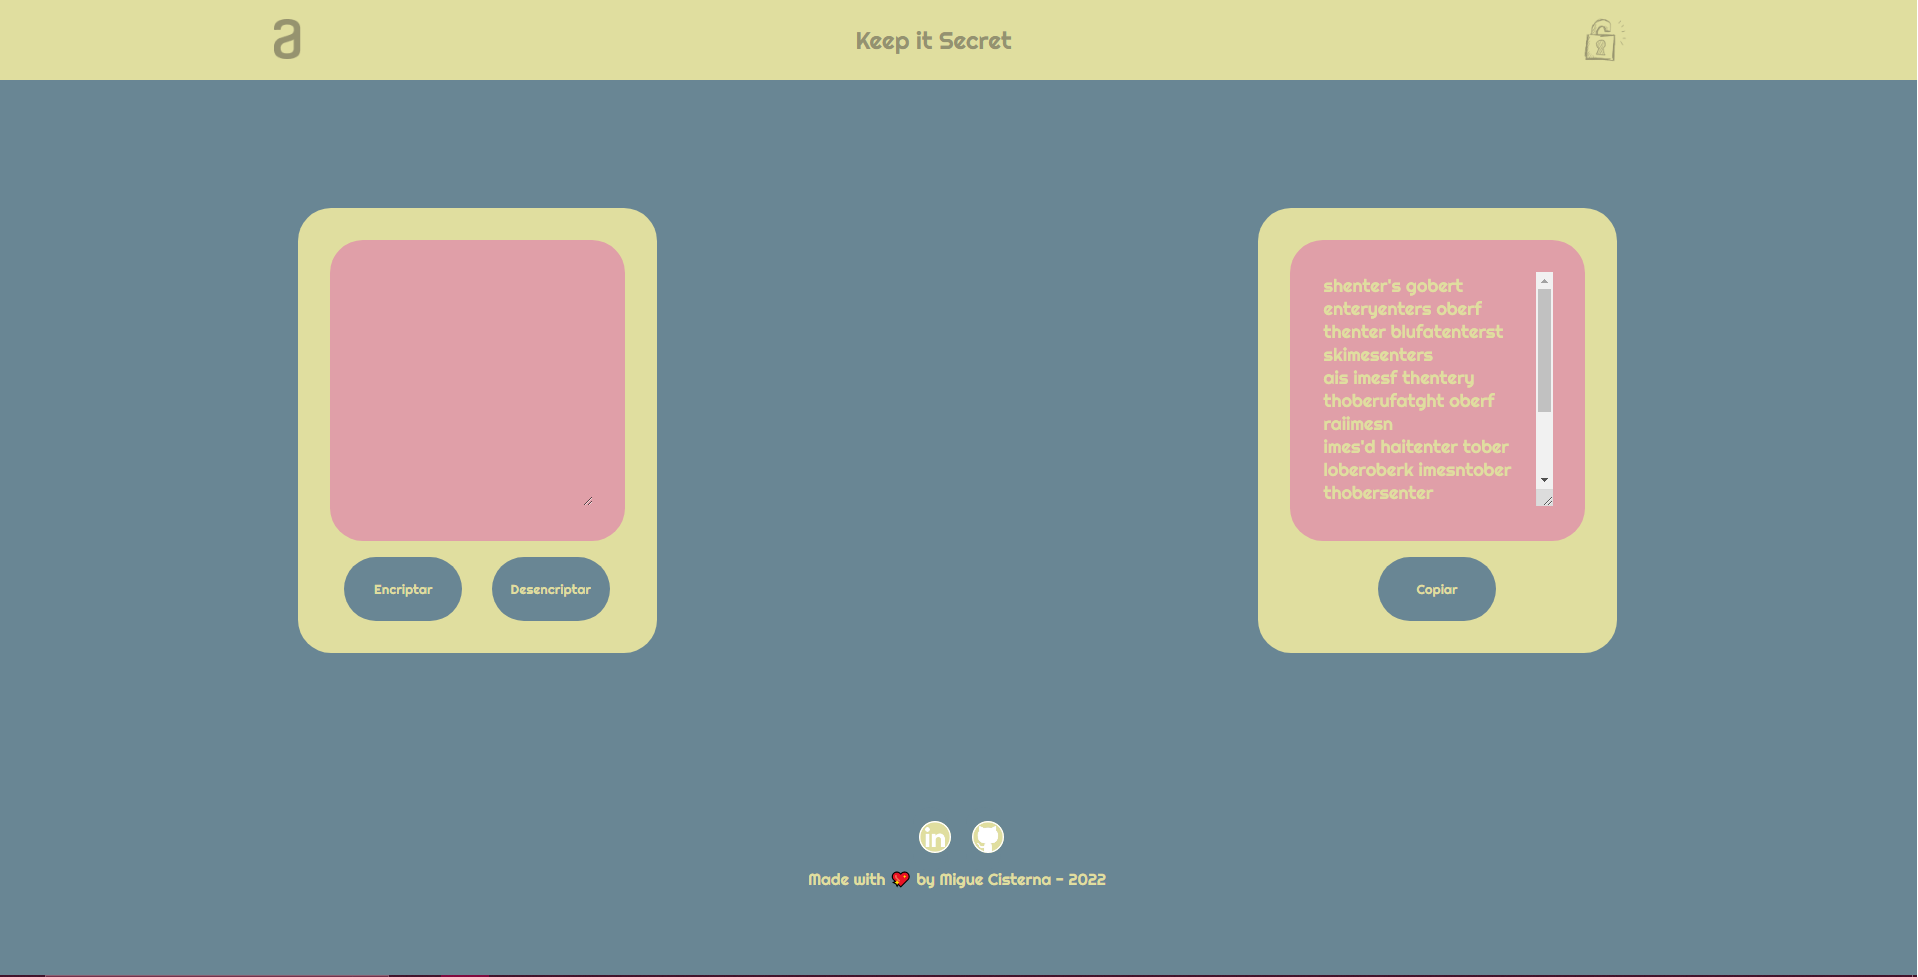 a
Keep it Secret
shenter's gobert
enteryenters oberf
thenter blufatenterst
skimesenters
ais imesf thentery
thoberufatght oberf
raiimesn
imes'd haitenter tober
loberoberk imesntober
thobersenter
Encriptar
Desencriptar
Copiar
in
Made with 💖 by Migue Cisterna - 2022